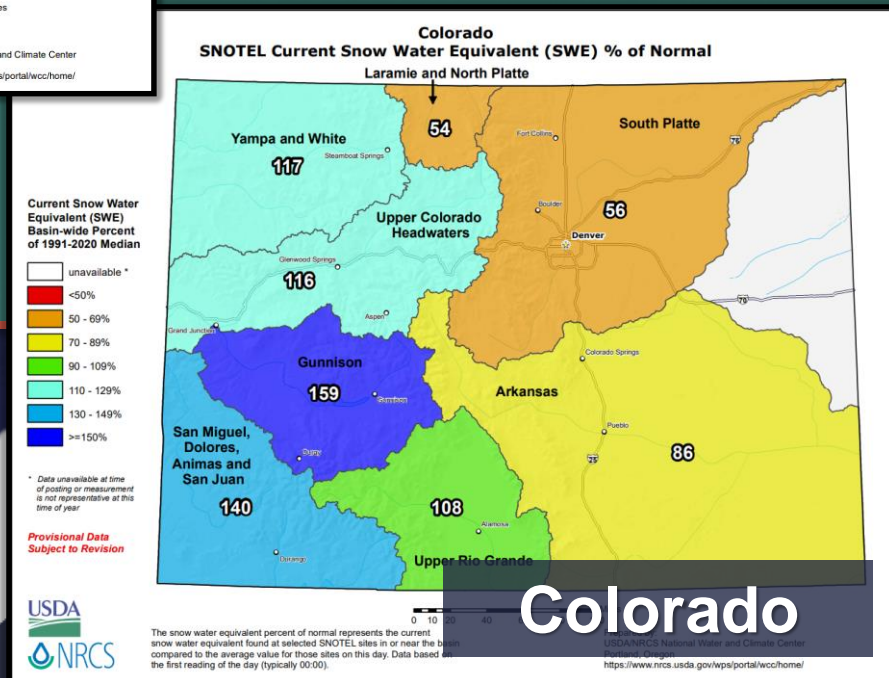 es
nd Climate Center
s/portal/wcc/home/
Colorado
SNOTEL Current Snow Water Equivalent (SWE) % of Normal
Laramie and North Platte
54
Yampa and White
117
Steamboat Springs
Fort Collins
South Platte
76
56
Boulder
Denver
Upper Colorado
Headwaters
Glenwood Springs
116
Aspen
Grand Junction
70
Current Snow Water
Equivalent (SWE)
Basin-wide Percent
of 1991-2020 Median
unavailable *
<50%
50 - 69%
70 - 89%
90 - 109%
110 - 129%
130 - 149%
>=150%
Gunnison
159
Gunnison
Ouray
Colorado Springs
Arkansas
Pueblo
25
86
San Miguel,
Dolores,
Animas and
San Juan
140
Durango
108
Alamosa
Upper Rio Grande
* Data unavailable at time
of posting or measurement
is not representative at this
time of year
Provisional Data
Subject to Revision
USDA
NRCS
0 10 20 40
Colorado
The snow water equivalent percent of normal represents the current
snow water equivalent found at selected SNOTEL sites in or near the basin
compared to the average value for those sites on this day. Data based on
the first reading of the day (typically 00:00).
USDA/NRCS National Water and Climate Center
Portland, Oregon
https://www.nrcs.usda.gov/wps/portal/wcc/home/